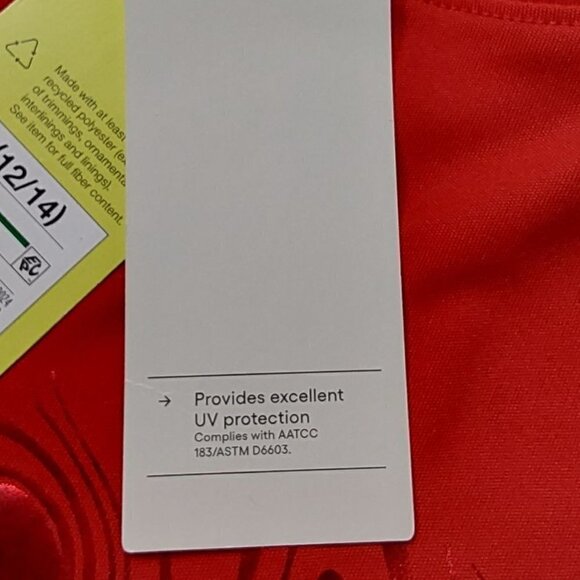 Made with at least
recycled polyester (ex
of trimmings, ornamenta
interlinings and linings).
See item for full fiber content.
(12/14)
→ Provides excellent
UV protection
Complies with AATCC
183/ASTM D6603.